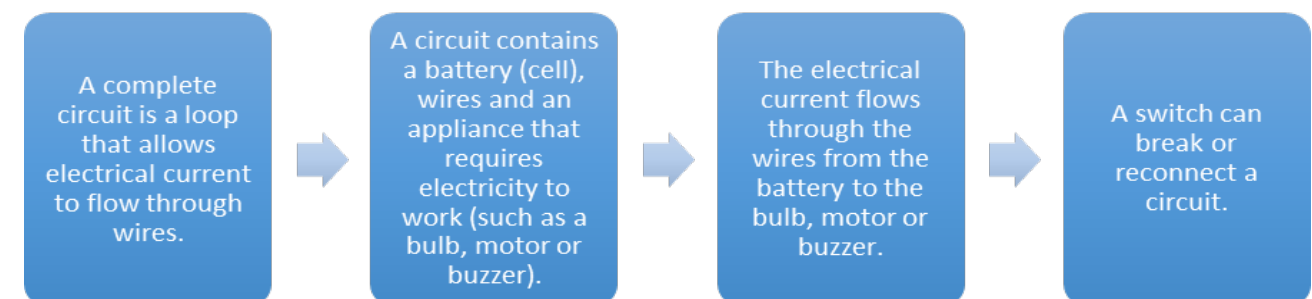 A complete
circuit is a loop
that allows
electrical current
to flow through
wires.
A circuit contains
a battery (cell),
wires and an
appliance that
requires
electricity to
work (such as a
bulb, motor or
buzzer).
The electrical
current flows
through the
wires from the
battery to the
bulb, motor or
buzzer.
A switch can
break or
reconnect a
circuit.